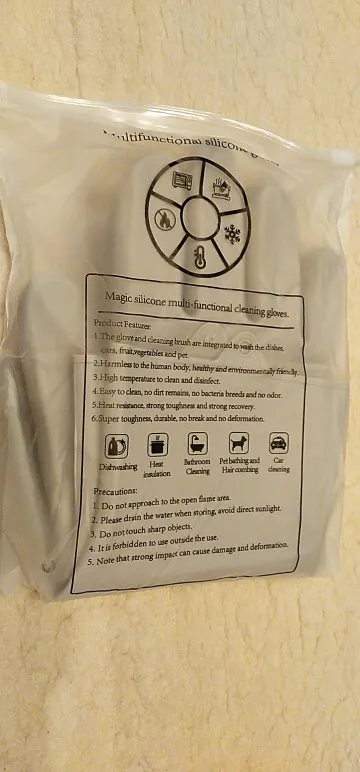 Multifunctional silicone gloves
Magic silicone multi-functional cleaning gloves.
Product Features:
1.The glove and cleaning brush are integrated to wash the dishes,
cars, fruit,vegetables and pet.
2.Harmless to the human body, healthy and environmentally friendly.
3.High temperature to clean and disinfect.
4.Easy to clean, no dirt remains, no bacteria breeds and no odor.
5.Heat resistance, strong toughness and strong recovery.
6.Super toughness, durable, no break and no deformation.
Dishwashing
Heat
insulation
Bathroom
Cleaning
Pet bathing and
Hair combing
Car
cleaning
Precautions:
1. Do not approach to the open flame area.
2. Please drain the water when storing, avoid direct sunlight.
3. Do not touch sharp objects.
4. It is forbidden to use outside the use.
5. Note that strong impact can cause damage and deformation.